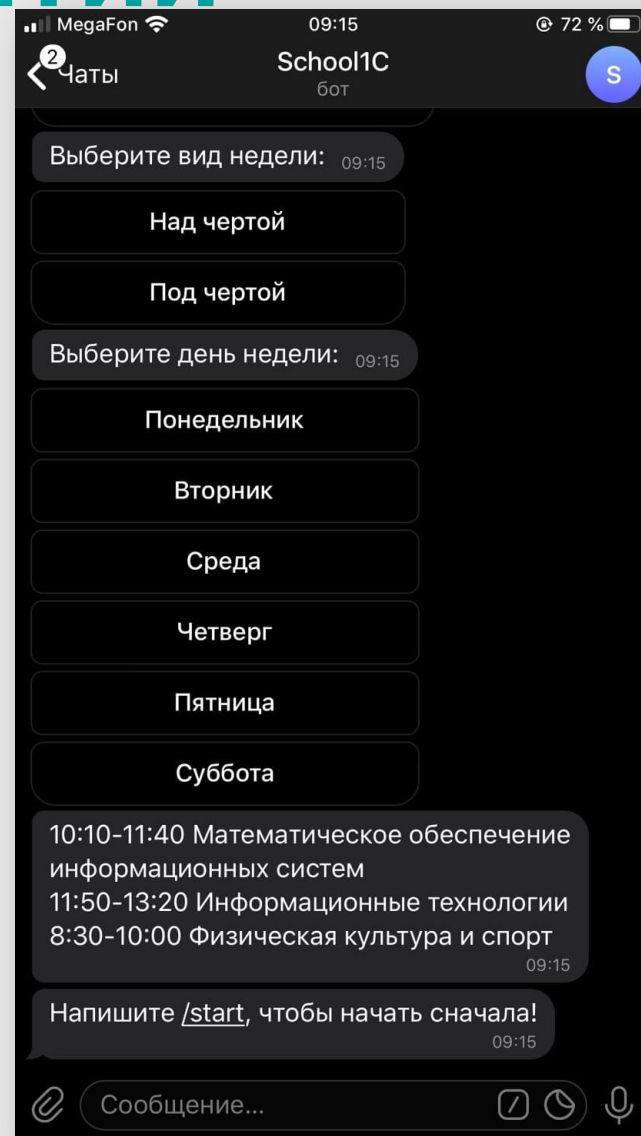 MegaFon 09:15 72 %
2
Чаты School1C S
бот
Выберите вид недели: 09:15
Над чертой
Под чертой
Выберите день недели: 09:15
Понедельник
Вторник
Среда
Четверг
Пятница
Суббота
10:10-11:40 Математическое обеспечение
информационных систем
11:50-13:20 Информационные технологии
8:30-10:00 Физическая культура и спорт
09:15
Напишите /start, чтобы начать сначала!
09:15
Сообщение...